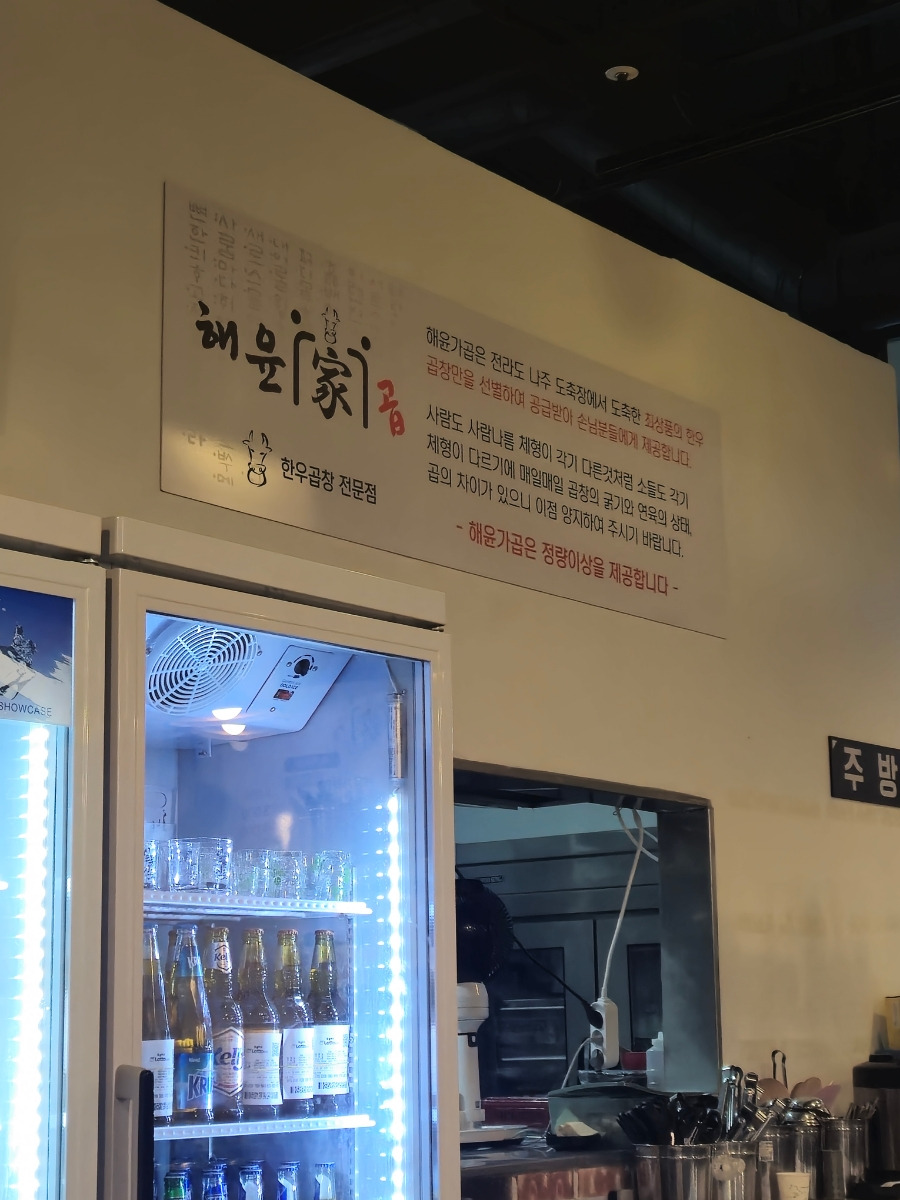 해윤家곱
한우곱창 전문점
해윤가곱은 전라도 나주 도축장에서 도축한 최상품의 한우
곱창만을 선별하여 공급받아 손님분들에게 제공합니다.
사람도 사람나름 체형이 각기 다른것처럼 소들도 각기
체형이 다르기에 매일매일 곱창의 굵기와 연육의 상태,
곱의 차이가 있으니 이점 양지하여 주시기 바랍니다.
- 해윤가곱은 정량이상을 제공합니다 -
SHOWCASE
주방
Kelly